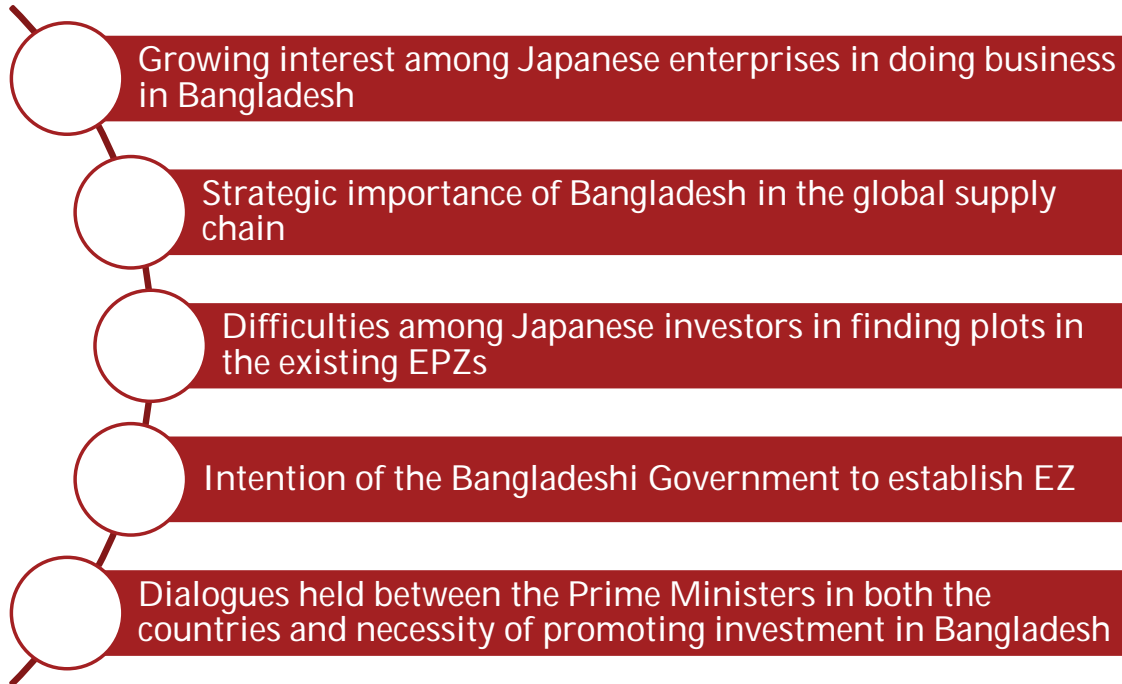 Growing interest among Japanese enterprises in doing business
in Bangladesh
Strategic importance of Bangladesh in the global supply
chain
Difficulties among Japanese investors in finding plots in
the existing EPZs
Intention of the Bangladeshi Government to establish EZ
Dialogues held between the Prime Ministers in both the
countries and necessity of promoting investment in Bangladesh